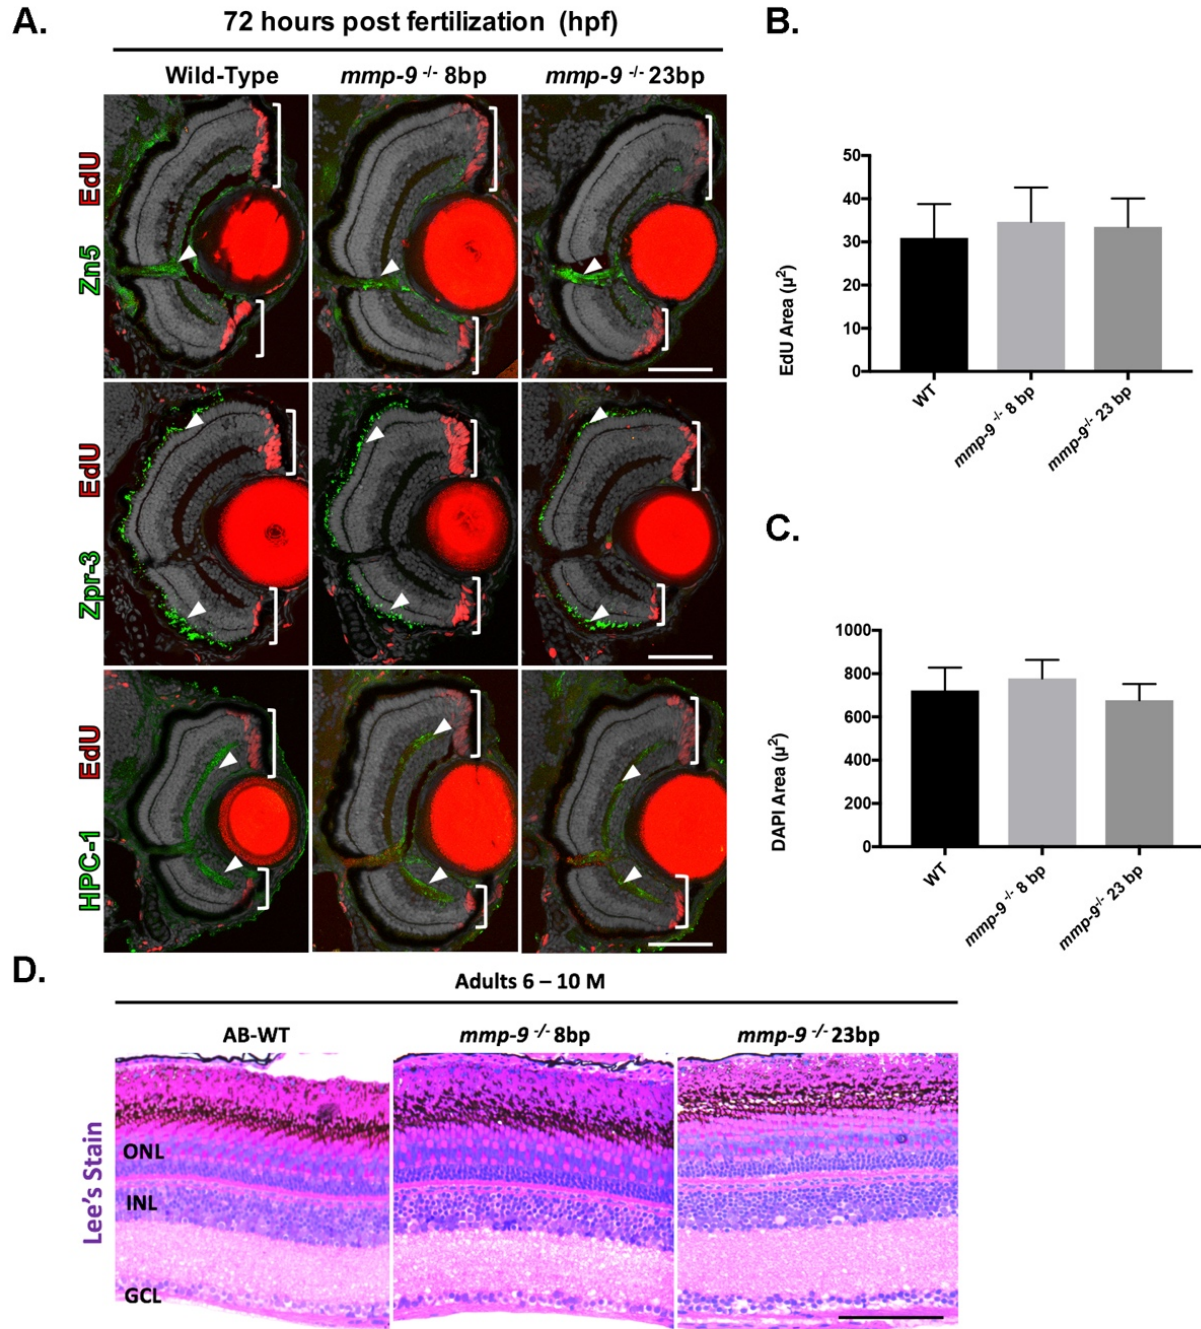 A.
72 hours post fertilization (hpf)
Wild-Type
mmp-9 -/- 8bp
mmp-9 -/- 23bp
Zn5 EdU
Zpr-3 EdU
HPC-1 EdU
B.
EdU Area (μ²)
50
40
30
20
10
0
WT
mmp-9-/- 8 bp
mmp-9-/- 23 bp
C.
DAPI Area (μ²)
1000
800
600
400
200
0
WT
mmp-9-/- 8 bp
mmp-9-/- 23 bp
D.
Adults 6 – 10 M
AB-WT
mmp-9 -/- 8bp
mmp-9 -/- 23bp
Lee's Stain
ONL
INL
GCL